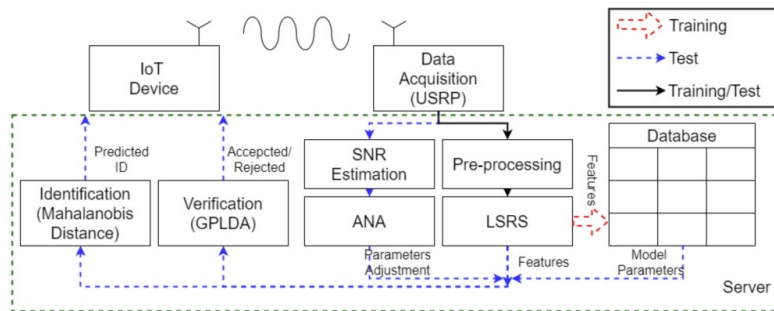 IoT
Device
Data
Acquisition
(USRP)
Training
Test
Training/Test
Predicted
ID
Accepcted/
Rejected
SNR
Estimation
Pre-processing
Features
Database
Identification
(Mahalanobis
Distance)
Verification
(GPLDA)
ANA
LSRS
Parameters
Adjustment
Features
Model
Parameters
Server